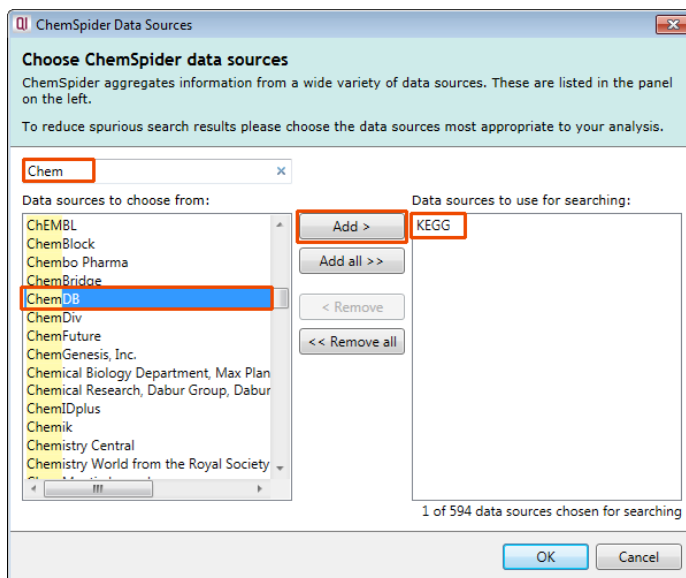 QI ChemSpider Data Sources
Choose ChemSpider data sources
ChemSpider aggregates information from a wide variety of data sources. These are listed in the panel
on the left.
To reduce spurious search results please choose the data sources most appropriate to your analysis.
Chem
Data sources to choose from:
ChEMBL
ChemBlock
Chembo Pharma
ChemBridge
ChemDB
ChemDiv
ChemFuture
ChemGenesis, Inc.
Chemical Biology Department, Max Plan
Chemical Research, Dabur Group, Dabur
ChemIDplus
Chemik
Chemistry Central
Chemistry World from the Royal Society
Add >
Add all >>
< Remove
<< Remove all
Data sources to use for searching:
KEGG
1 of 594 data sources chosen for searching
OK
Cancel